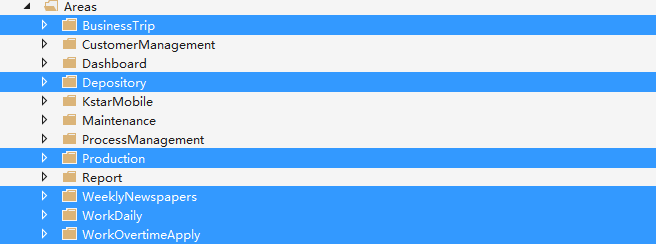 Areas
BusinessTrip
CustomerManagement
Dashboard
Depository
KstarMobile
Maintenance
ProcessManagement
Production
Report
WeeklyNewspapers
WorkDaily
WorkOvertimeApply